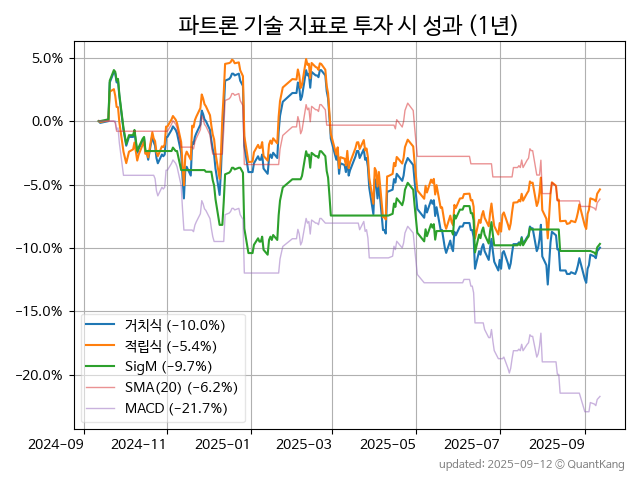 파트론 기술 지표로 투자 시 성과 (1년)
5.0%
0.0%
−5.0%
−10.0%
−15.0%
−20.0%
거치식 (−10.0%)
적립식 (−5.4%)
SigM (−9.7%)
SMA(20) (−6.2%)
MACD (−21.7%)
2024-09 2024-11 2025-01 2025-03 2025-05 2025-07 2025-09
updated: 2025-09-12 © QuantKang